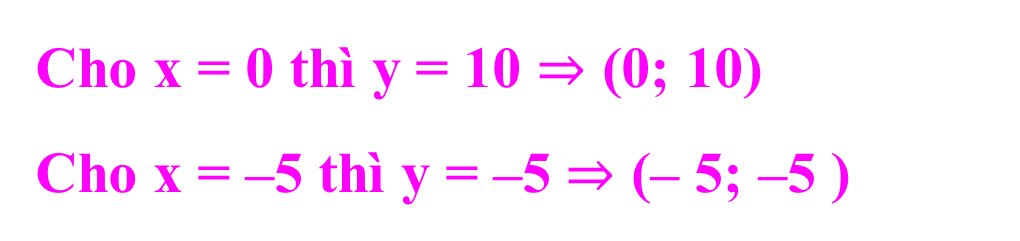 Cho x = 0 thì y = 10 ⇒ (0; 10)
Cho x = –5 thì y = –5 ⇒ (– 5; –5 )